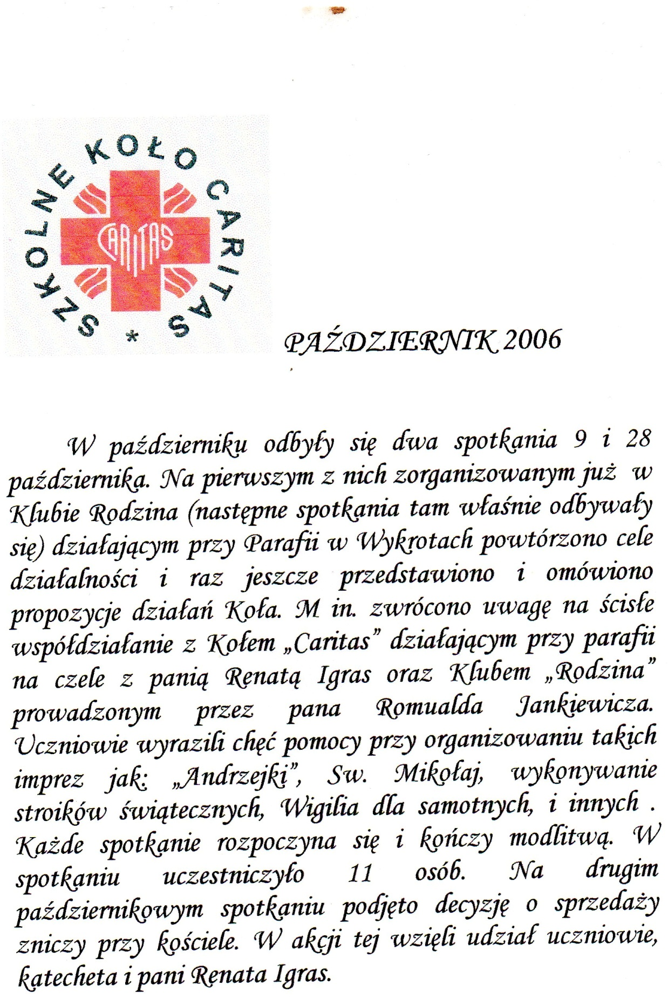 SZKOLNE KOŁO CARITAS *
CARITAS
PAŹDZIERNIK 2006
W październiku odbyły się dwa spotkania 9 i 28
października. Na pierwszym z nich zorganizowanym już w
Klubie Rodzina (następne spotkania tam właśnie odbywały
się) działającym przy Parafii w Wykrotach powtórzono cele
działalności i raz jeszcze przedstawiono i omówiono
propozycje działań Koła. M in. zwrócono uwagę na ścisłe
współdziałanie z Kołem „Caritas” działającym przy parafii
na czele z panią Renatą Igras oraz Klubem „Rodzina”
prowadzonym przez pana Romualda Jankiewicza.
Uczniowie wyrazili chęć pomocy przy organizowaniu takich
imprez jak: „Andrzejki”, Sw. Mikołaj, wykonywanie
stroików świątecznych, Wigilia dla samotnych, i innych .
Każde spotkanie rozpoczyna się i kończy modlitwą. W
spotkaniu uczestniczyło 11 osób. Na drugim
październikowym spotkaniu podjęto decyzję o sprzedaży
zniczy przy kościele. W akcji tej wzięli udział uczniowie,
katecheta i pani Renata Igras.